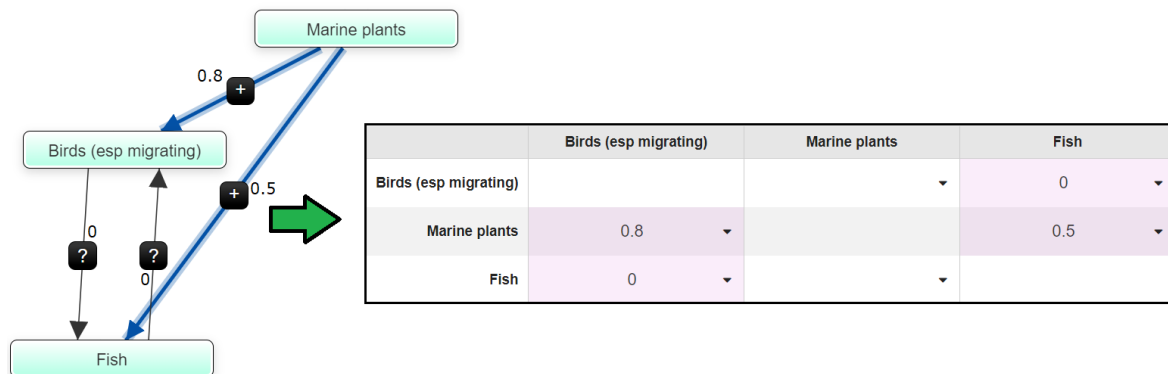 Marine plants
0.8
+
Birds (esp migrating)
+
0.5
0
?
?
0
Fish
Birds (esp migrating) Marine plants Fish
Birds (esp migrating) 0
Marine plants 0.8 0.5
Fish 0